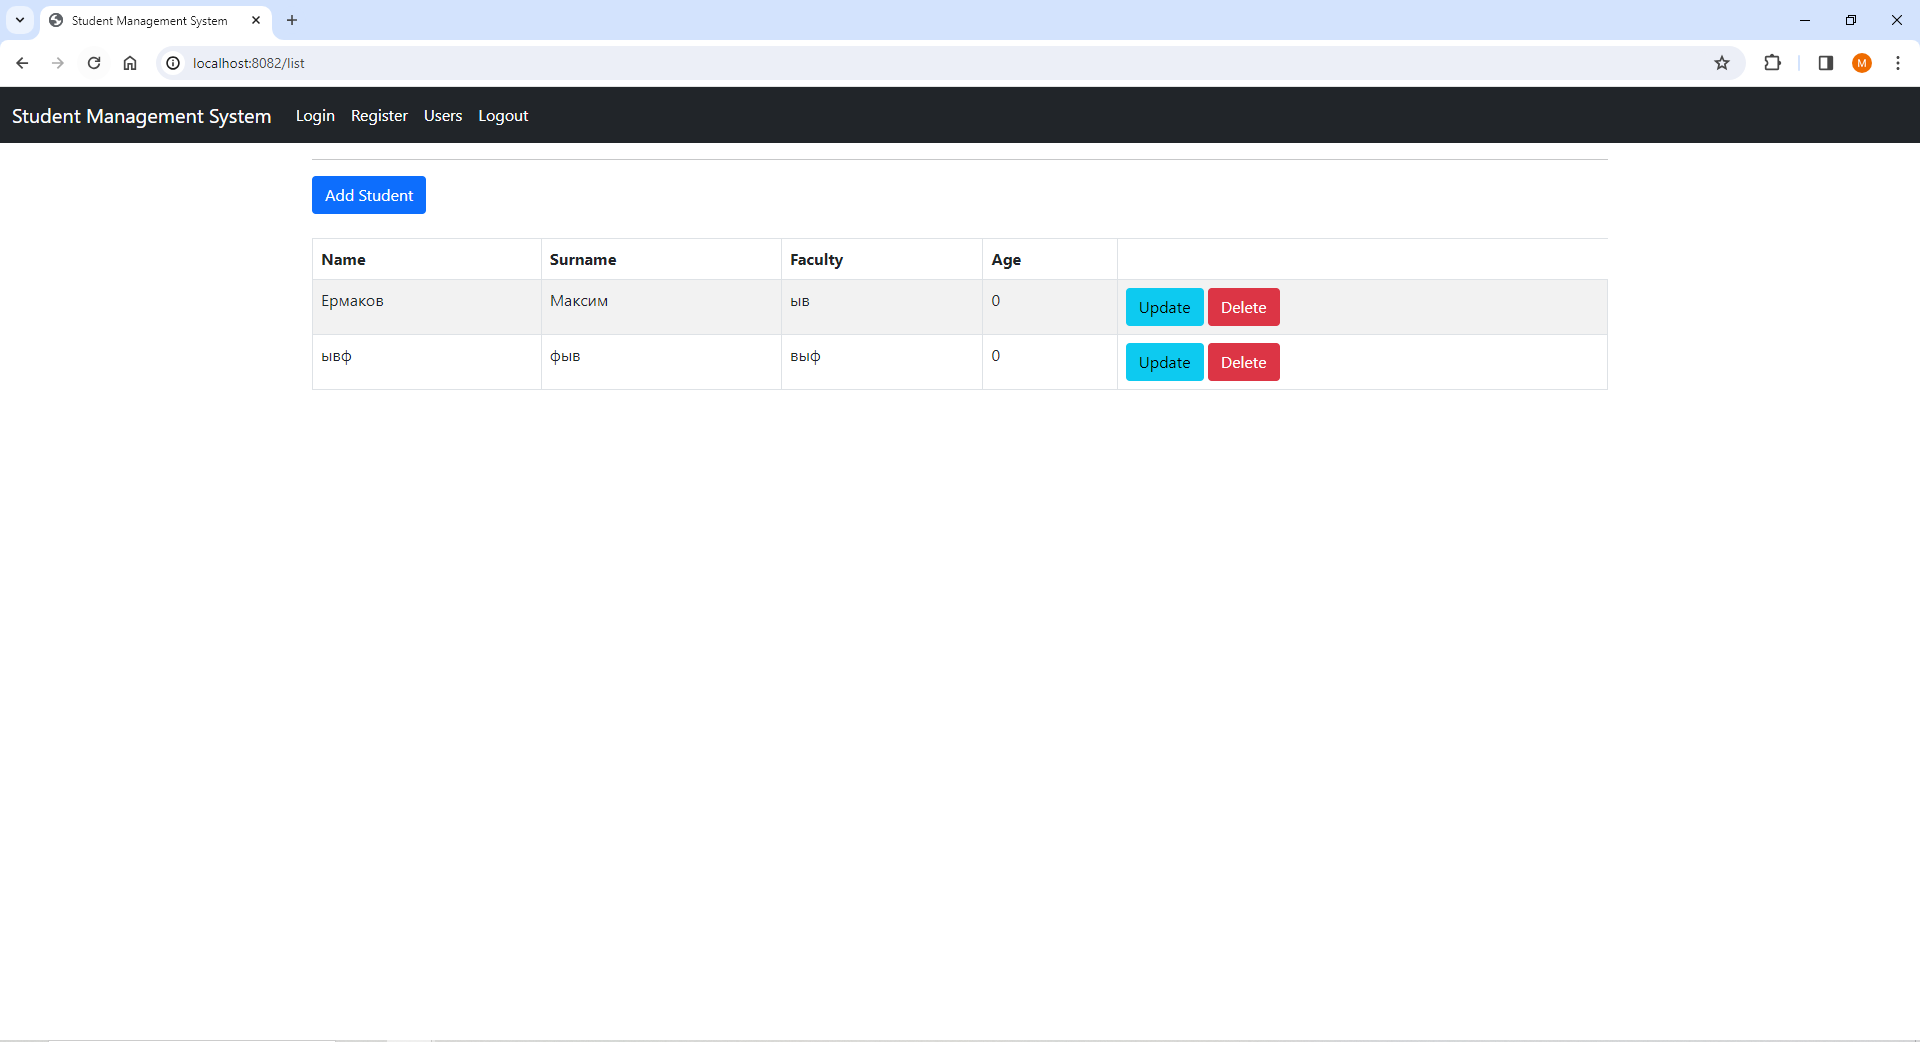 Student Management System
localhost:8082/list
M
Student Management System Login Register Users Logout
Add Student
Name Surname Faculty Age
Ермаков Максим ыв 0 Update Delete
ывф фыв выф 0 Update Delete